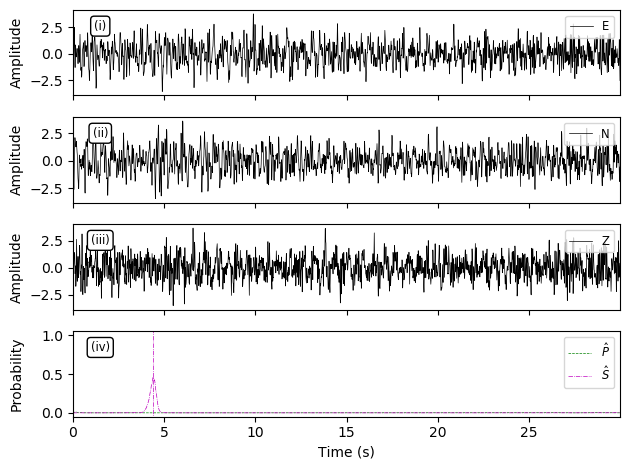 (i)
E
Amplitude
2.5
0.0
−2.5
(ii)
N
Amplitude
2.5
0.0
−2.5
(iii)
Z
Amplitude
2.5
0.0
−2.5
(iv)
P̂
Ŝ
Probability
1.0
0.5
0.0
0 5 10 15 20 25
Time (s)